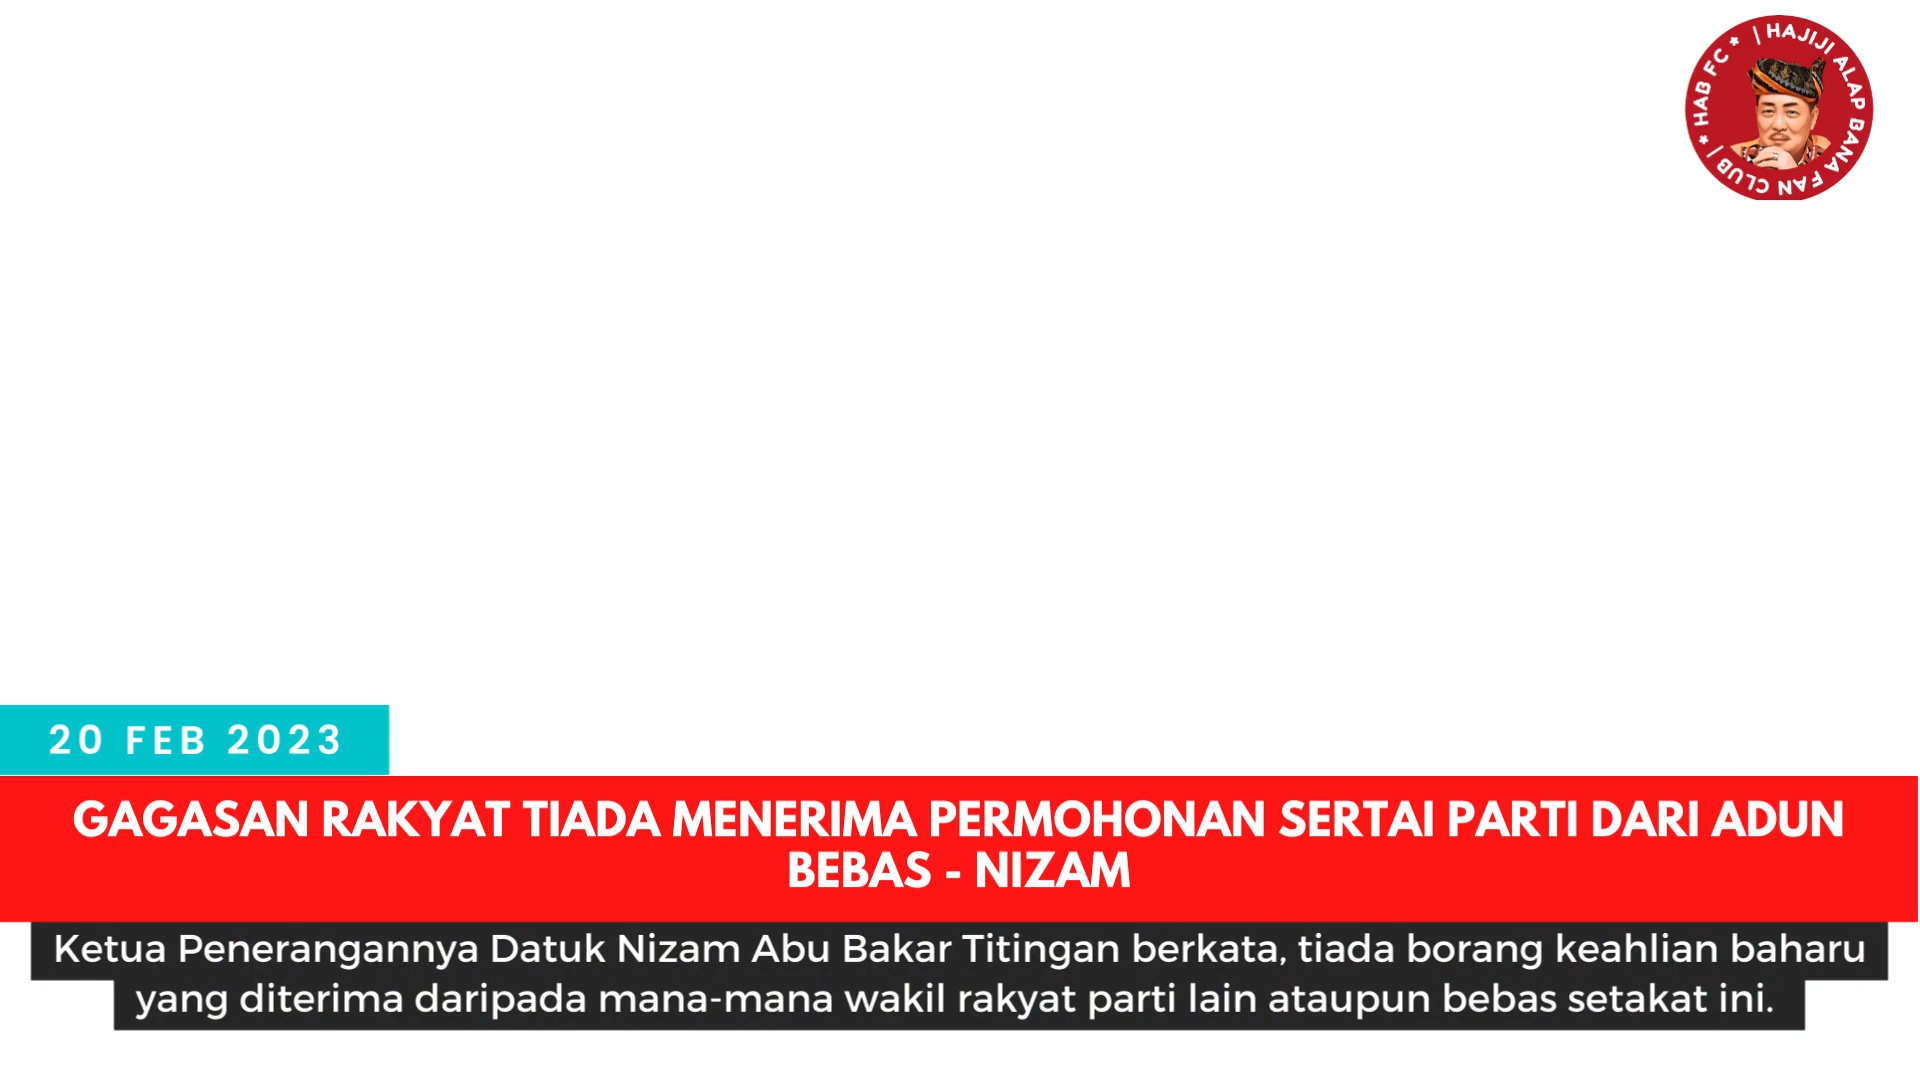 * HAB FC * | HAJIJI ALAP BANA FAN CLUB |
20 FEB 2023
GAGASAN RAKYAT TIADA MENERIMA PERMOHONAN SERTAI PARTI DARI ADUN
BEBAS - NIZAM
Ketua Penerangannya Datuk Nizam Abu Bakar Titingan berkata, tiada borang keahlian baharu
yang diterima daripada mana-mana wakil rakyat parti lain ataupun bebas setakat ini.